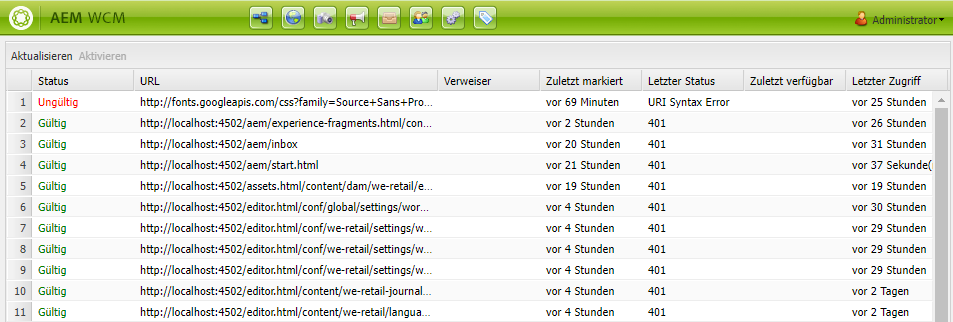 AEM WCM Administrator
Aktualisieren Aktivieren
Status URL Verweiser Zuletzt markiert Letzter Status Zuletzt verfügbar Letzter Zugriff
1 Ungültig http://fonts.googleapis.com/css?family=Source+Sans+Pro... vor 69 Minuten URI Syntax Error vor 25 Stunden
2 Gültig http://localhost:4502/aem/experience-fragments.html/con... vor 2 Stunden 401 vor 26 Stunden
3 Gültig http://localhost:4502/aem/inbox vor 20 Stunden 401 vor 31 Stunden
4 Gültig http://localhost:4502/aem/start.html vor 21 Stunden 401 vor 37 Sekunde(
5 Gültig http://localhost:4502/assets.html/content/dam/we-retail/e... vor 19 Stunden 401 vor 19 Stunden
6 Gültig http://localhost:4502/editor.html/conf/global/settings/wor... vor 4 Stunden 401 vor 30 Stunden
7 Gültig http://localhost:4502/editor.html/conf/we-retail/settings/w... vor 4 Stunden 401 vor 29 Stunden
8 Gültig http://localhost:4502/editor.html/conf/we-retail/settings/w... vor 4 Stunden 401 vor 29 Stunden
9 Gültig http://localhost:4502/editor.html/conf/we-retail/settings/w... vor 4 Stunden 401 vor 29 Stunden
10 Gültig http://localhost:4502/editor.html/content/we-retail-journal... vor 4 Stunden 401 vor 2 Tagen
11 Gültig http://localhost:4502/editor.html/content/we-retail/langua... vor 4 Stunden 401 vor 2 Tagen